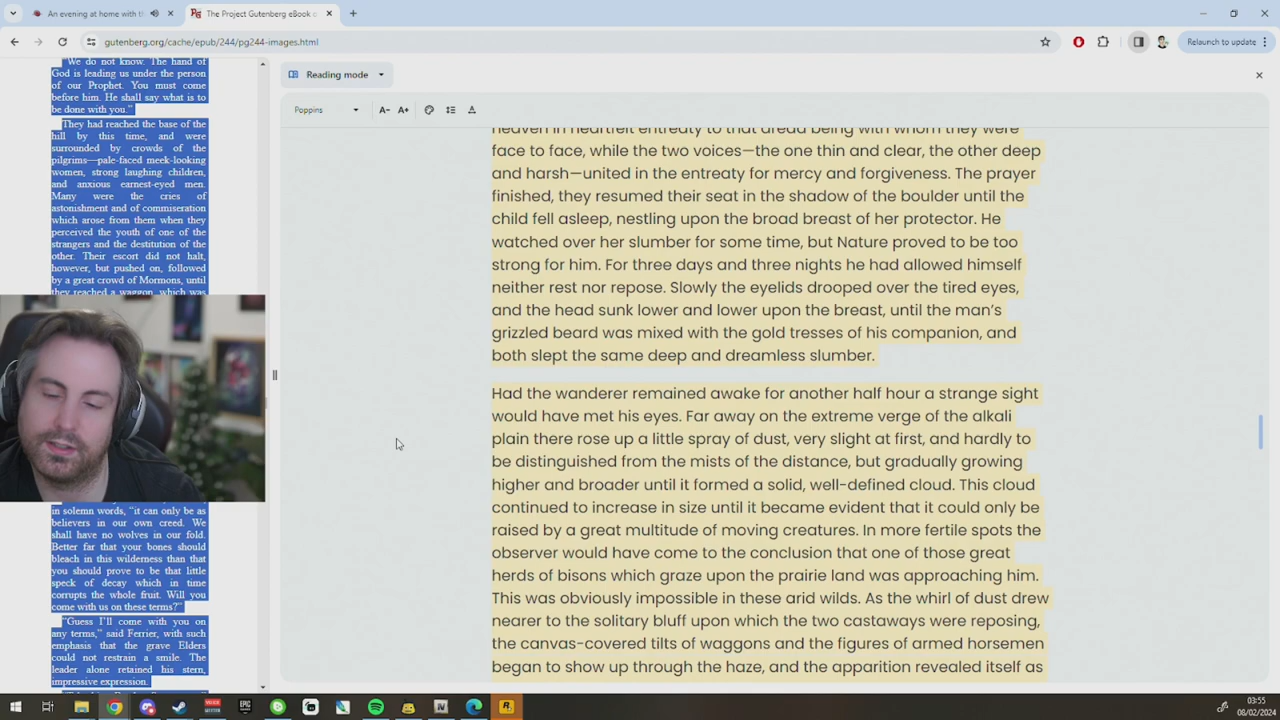 An evening at home with th
The Project Gutenberg eBook o
gutenberg.org/cache/epub/244/pg244-images.html
Relaunch to update
"We do not know. The hand of
God is leading us under the person
of our Prophet. You must come
before him. He shall say what is to
be done with you."
They had reached the base of the
hill by this time, and were
surrounded by crowds of the
pilgrims—pale-faced meek-looking
women, strong laughing children,
and anxious earnest-eyed men.
Many were the cries of
astonishment and of commiseration
which arose from them when they
perceived the youth of one of the
strangers and the destitution of the
other. Their escort did not halt,
however, but pushed on, followed
by a great crowd of Mormons, until
they reached a waggon, which was
in solemn words, "it can only be as
believers in our own creed. We
shall have no wolves in our fold.
Better far that your bones should
bleach in this wilderness than that
you should prove to be that little
speck of decay which in time
corrupts the whole fruit. Will you
come with us on these terms?"
"Guess I'll come with you on
any terms," said Ferrier, with such
emphasis that the grave Elders
could not restrain a smile. The
leader alone retained his stern,
impressive expression.
Reading mode
Poppins
A- A+
heaven in heartfelt entreaty to that dread being with whom they were
face to face, while the two voices—the one thin and clear, the other deep
and harsh—united in the entreaty for mercy and forgiveness. The prayer
finished, they resumed their seat in the shadow of the boulder until the
child fell asleep, nestling upon the broad breast of her protector. He
watched over her slumber for some time, but Nature proved to be too
strong for him. For three days and three nights he had allowed himself
neither rest nor repose. Slowly the eyelids drooped over the tired eyes,
and the head sunk lower and lower upon the breast, until the man's
grizzled beard was mixed with the gold tresses of his companion, and
both slept the same deep and dreamless slumber.
Had the wanderer remained awake for another half hour a strange sight
would have met his eyes. Far away on the extreme verge of the alkali
plain there rose up a little spray of dust, very slight at first, and hardly to
be distinguished from the mists of the distance, but gradually growing
higher and broader until it formed a solid, well-defined cloud. This cloud
continued to increase in size until it became evident that it could only be
raised by a great multitude of moving creatures. In more fertile spots the
observer would have come to the conclusion that one of those great
herds of bisons which graze upon the prairie land was approaching him.
This was obviously impossible in these arid wilds. As the whirl of dust drew
nearer to the solitary bluff upon which the two castaways were reposing,
the canvas-covered tilts of waggons and the figures of armed horsemen
began to show up through the haze, and the apparition revealed itself as
03:55
08/02/2024